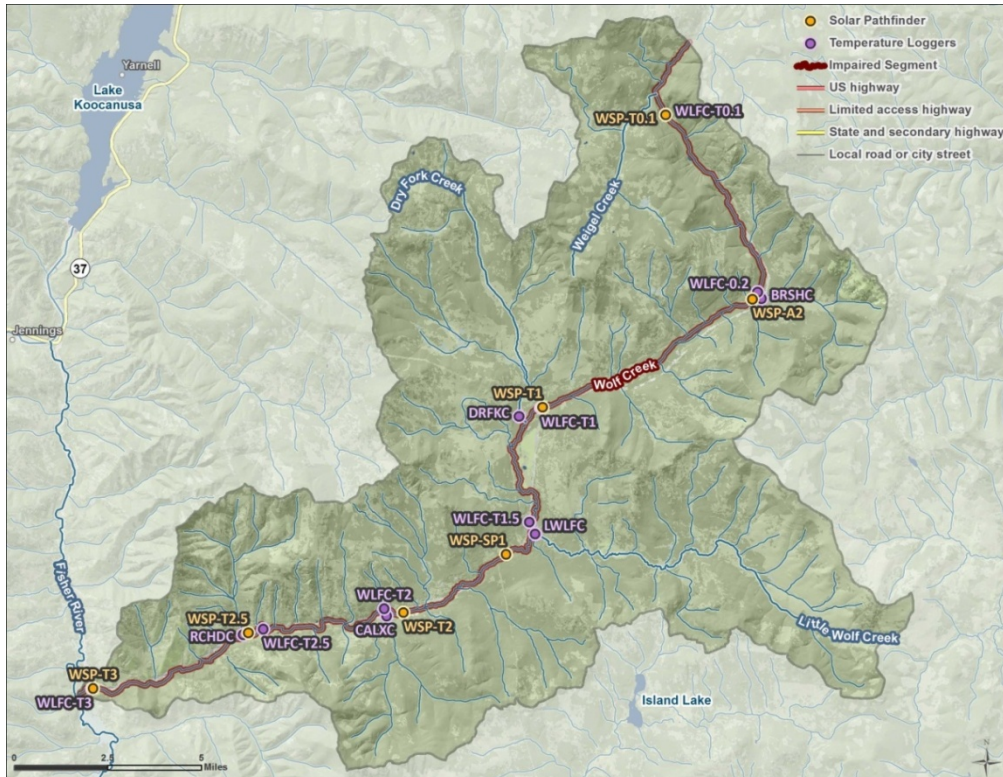 Solar Pathfinder
Temperature Loggers
Impaired Segment
US highway
Limited access highway
State and secondary highway
Local road or city street
Yarnell
Lake
Koocanusa
WSP-T0.1
WLFC-T0.1
Dry Fork Creek
Weigel Creek
37
WLFC-0.2
BRSHC
WSP-A2
Jennings
Wolf Creek
WSP-T1
DRFKC
WLFC-T1
WLFC-T1.5
LWLFC
WSP-SP1
Fisher River
WLFC-T2
WSP-T2.5
CALXC
WSP-T2
RCHDC
WLFC-T2.5
Little Wolf Creek
WSP-T3
WLFC-T3
Island Lake
0
2.5
5
Miles
N